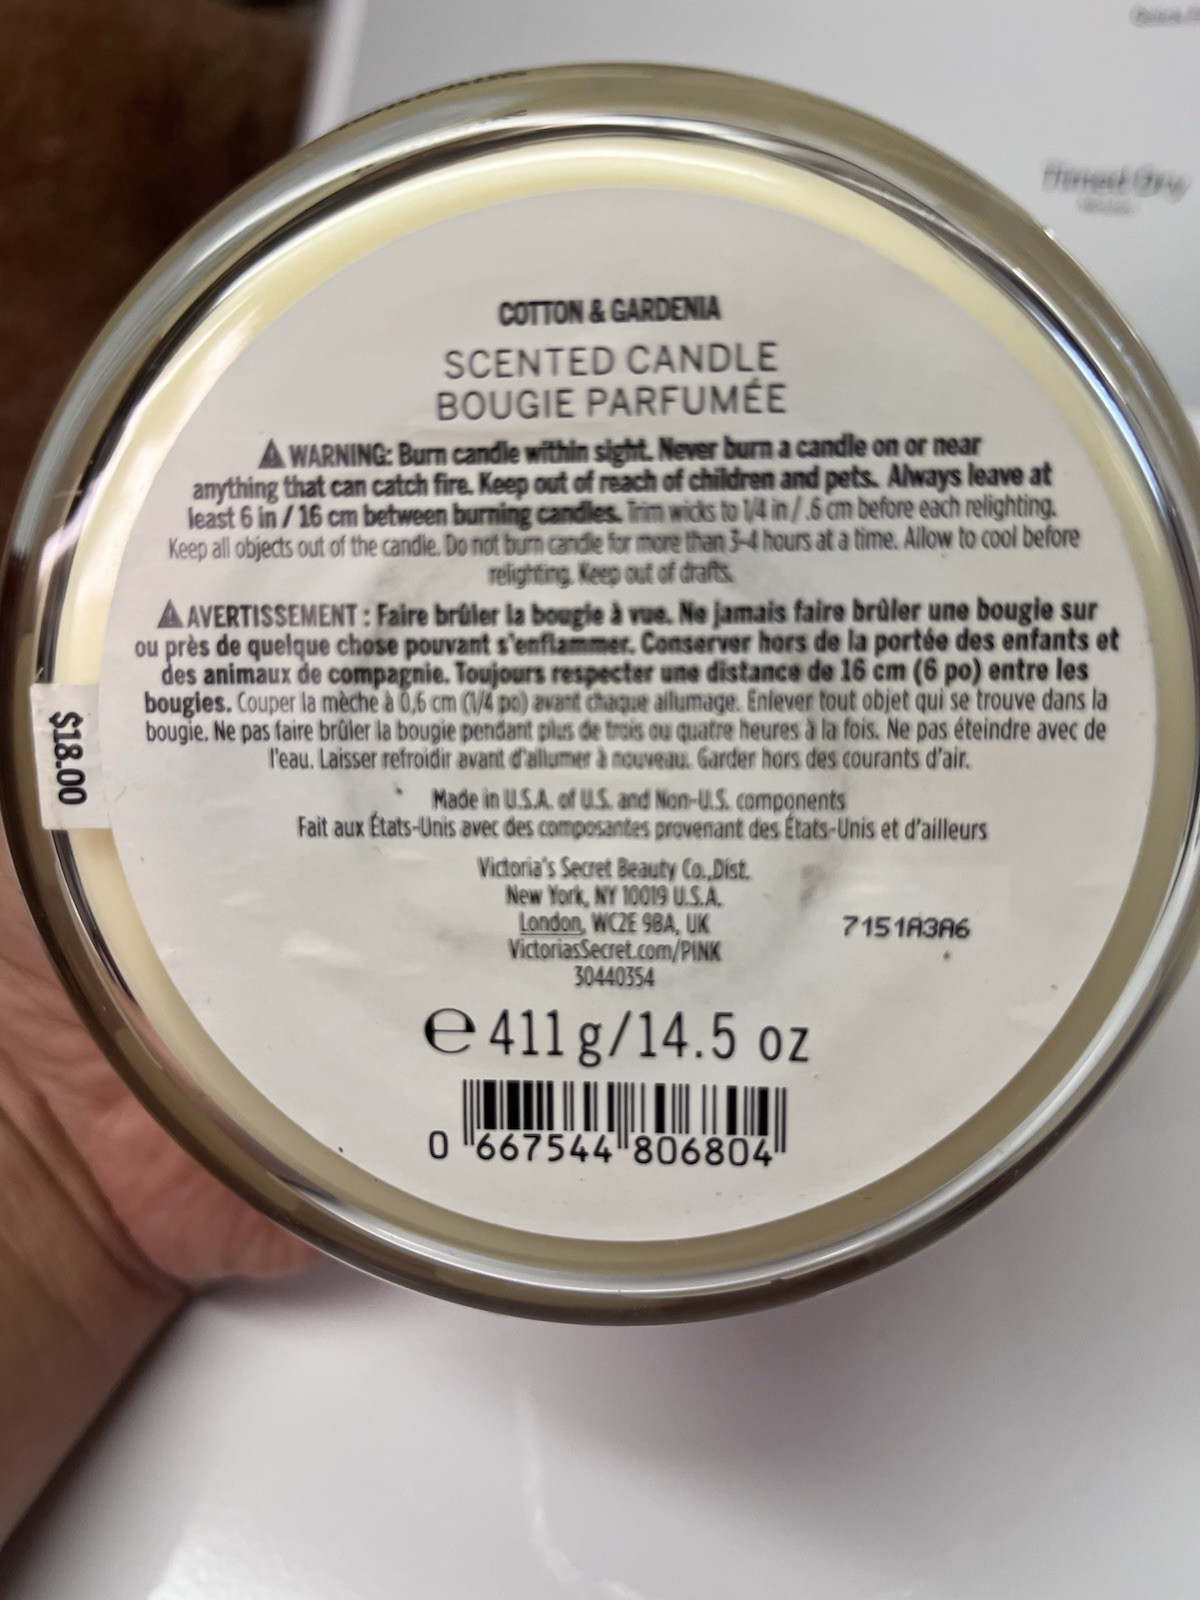 Timed Dry
COTTON & GARDENIA
SCENTED CANDLE
BOUGIE PARFUMÉE
WARNING: Burn candle within sight. Never burn a candle on or near
anything that can catch fire. Keep out of reach of children and pets. Always leave at
least 6 in / 16 cm between burning candles. Trim wicks to 1/4 in / .6 cm before each relighting.
Keep all objects out of the candle. Do not burn candle for more than 3-4 hours at a time. Allow to cool before
relighting. Keep out of drafts.
AVERTISSEMENT : Faire brûler la bougie à vue. Ne jamais faire brûler une bougie sur
ou près de quelque chose pouvant s'enflammer. Conserver hors de la portée des enfants et
des animaux de compagnie. Toujours respecter une distance de 16 cm (6 po) entre les
bougies. Couper la mèche à 0,6 cm (1/4 po) avant chaque allumage. Enlever tout objet qui se trouve dans la
bougie. Ne pas faire brûler la bougie pendant plus de trois ou quatre heures à la fois. Ne pas éteindre avec de
l'eau. Laisser refroidir avant d'allumer à nouveau. Garder hors des courants d'air.
$18.00
Made in U.S.A. of U.S. and Non-U.S. components
Fait aux États-Unis avec des composantes provenant des États-Unis et d'ailleurs
Victoria's Secret Beauty Co.,Dist.
New York, NY 10019 U.S.A.
London, WC2E 9BA, UK
VictoriasSecret.com/PINK
30440354
7151A3A6
e 411 g/14.5 oz
0 667544 806804